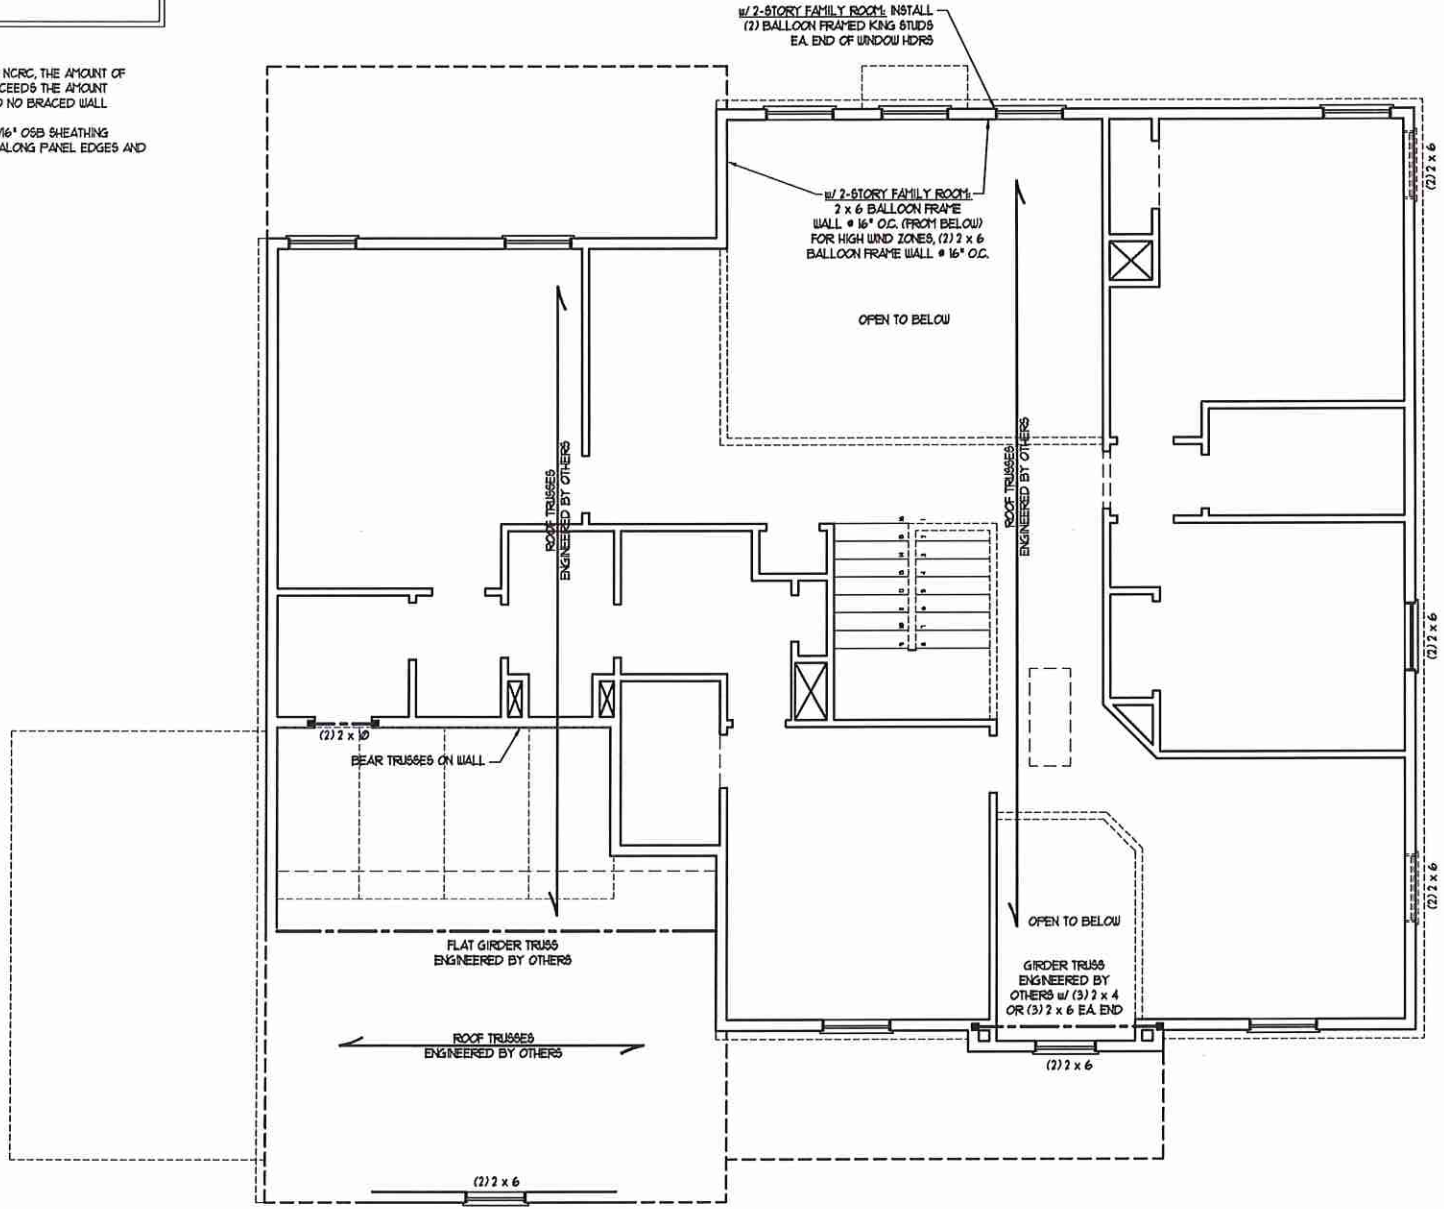 w/ 2-STORY FAMILY ROOM: INSTALL
(2) BALLOON FRAMED KING STUDS
EA. END OF WINDOW HDRS
NCRC, THE AMOUNT OF
CEEDS THE AMOUNT
NO BRACED WALL
16" OSB SHEATHING
ALONG PANEL EDGES AND
(2) 2 x 6
w/ 2-STORY FAMILY ROOM:
2 x 6 BALLOON FRAME
WALL @ 16" O.C. (FROM BELOW)
FOR HIGH WIND ZONES, (2) 2 x 6
BALLOON FRAME WALL @ 16" O.C.
OPEN TO BELOW
ROOF TRUSSES
ENGINEERED BY OTHERS
ROOF TRUSSES
ENGINEERED BY OTHERS
(2) 2 x 6
(2) 2 x 10
BEAR TRUSSES ON WALL
(2) 2 x 6
OPEN TO BELOW
FLAT GIRDER TRUSS
ENGINEERED BY OTHERS
GIRDER TRUSS
ENGINEERED BY
OTHERS w/ (3) 2 x 4
OR (3) 2 x 6 EA. END
ROOF TRUSSES
ENGINEERED BY OTHERS
(2) 2 x 6
(2) 2 x 6